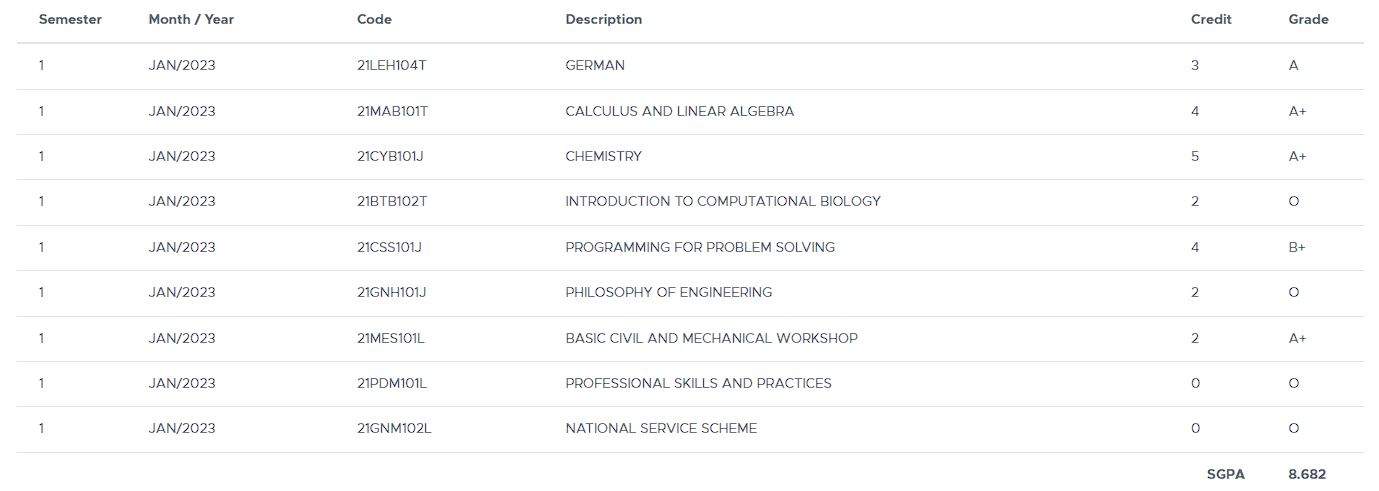 Semester Month / Year Code Description Credit Grade
1 JAN/2023 21LEH104T GERMAN 3 A
1 JAN/2023 21MAB101T CALCULUS AND LINEAR ALGEBRA 4 A+
1 JAN/2023 21CYB101J CHEMISTRY 5 A+
1 JAN/2023 21BTB102T INTRODUCTION TO COMPUTATIONAL BIOLOGY 2 O
1 JAN/2023 21CSS101J PROGRAMMING FOR PROBLEM SOLVING 4 B+
1 JAN/2023 21GNH101J PHILOSOPHY OF ENGINEERING 2 O
1 JAN/2023 21MES101L BASIC CIVIL AND MECHANICAL WORKSHOP 2 A+
1 JAN/2023 21PDM101L PROFESSIONAL SKILLS AND PRACTICES 0 O
1 JAN/2023 21GNM102L NATIONAL SERVICE SCHEME 0 O
SGPA 8.682